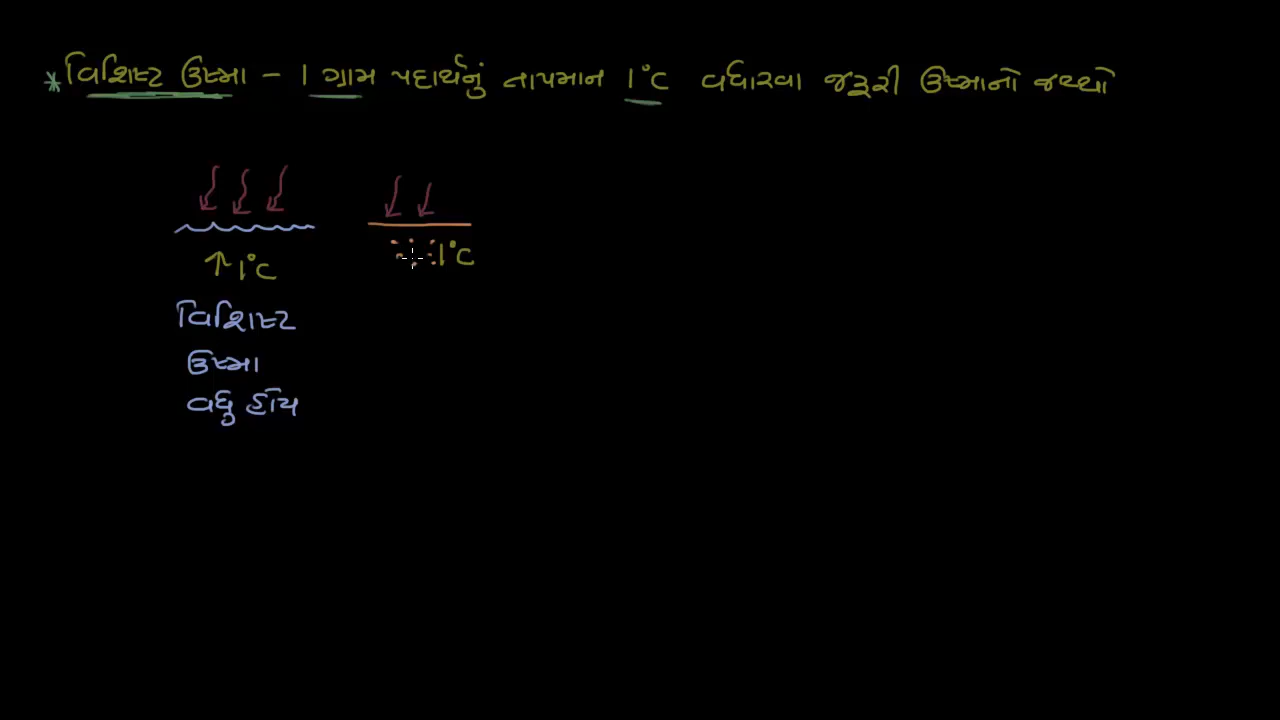 * વિશિષ્ટ ઉષ્મા - 1 ગ્રામ પદાર્થનું તાપમાન 1°C વધારવા જરૂરી ઉષ્માનો જથ્થો
↑ 1°C
1°C
વિશિષ્ટ
ઉષ્મા
વધુ હોય